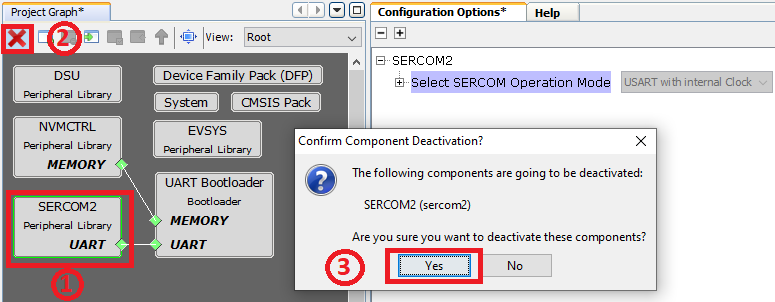 Project Graph*
Configuration Options*
Help
2
View:
Root
DSU
Peripheral Library
Device Family Pack (DFP)
System
CMSIS Pack
NVMCTRL
Peripheral Library
MEMORY
EVSYS
Peripheral Library
SERCOM2
Peripheral Library
UART
UART Bootloader
Bootloader
MEMORY
UART
1
SERCOM2
Select SERCOM Operation Mode
USART with internal Clock
Confirm Component Deactivation?
The following components are going to be deactivated:
SERCOM2 (sercom2)
Are you sure you want to deactivate these components?
3
Yes
No